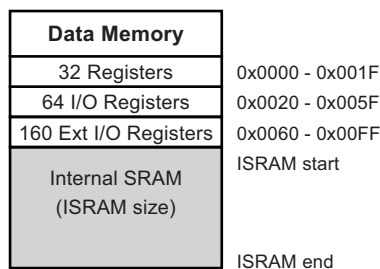 Data Memory
32 Registers 0x0000 - 0x001F
64 I/O Registers 0x0020 - 0x005F
160 Ext I/O Registers 0x0060 - 0x00FF
ISRAM start
Internal SRAM
(ISRAM size)
ISRAM end